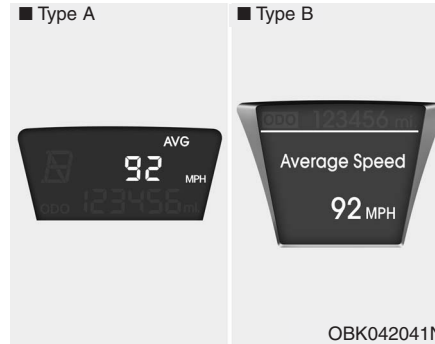 ■ Type A
■ Type B
AVG
92 MPH
ODO 123456 mi
ODO 123456 mi
Average Speed
92 MPH
OBK042041N